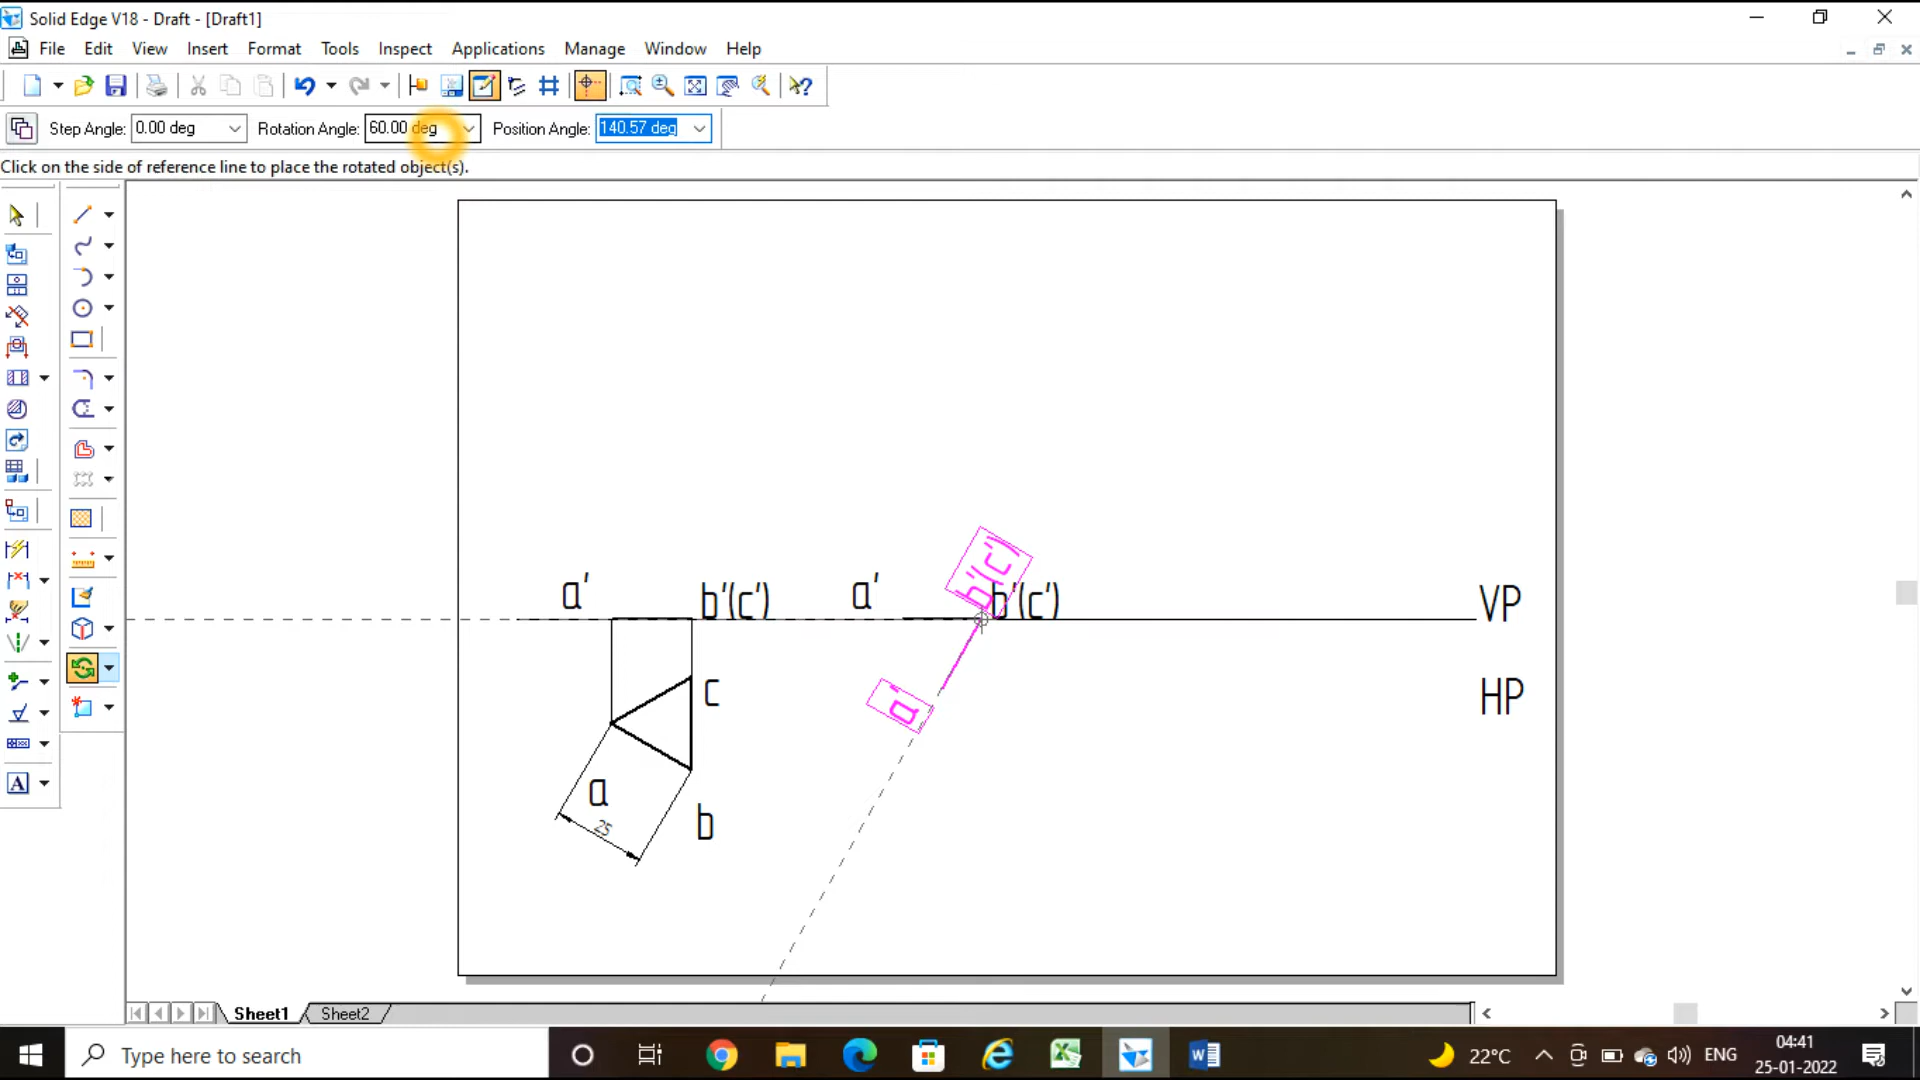 Solid Edge V18 - Draft - [Draft1]
File Edit View Insert Format Tools Inspect Applications Manage Window Help
Step Angle: 0.00 deg Rotation Angle: 60.00 deg Position Angle: 140.57 deg
Click on the side of reference line to place the rotated object(s).
b'(c')
a' b'(c') a' b'(c') VP
c HP
a'
a
25 b
A
Sheet1 Sheet2
Type here to search 22°C ENG 04:41
25-01-2022